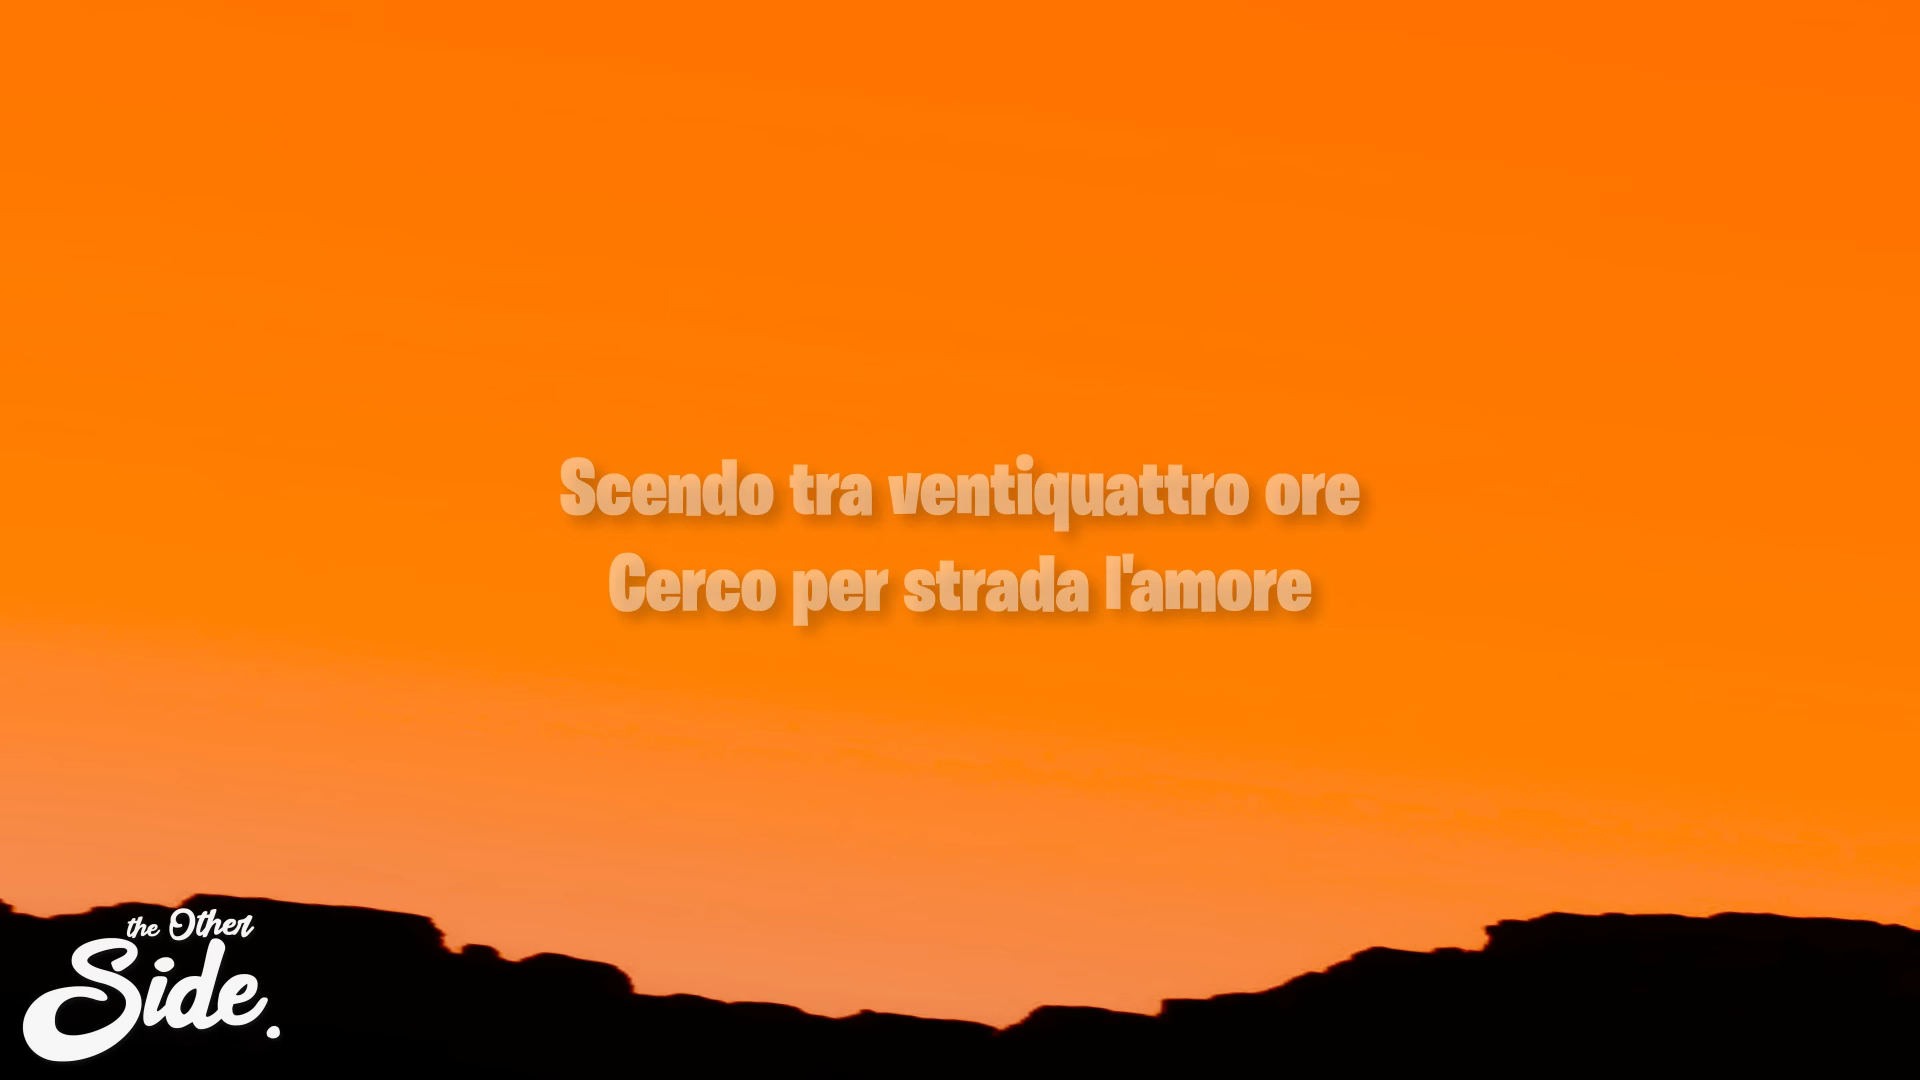 Scendo tra ventiquattro ore
Cerco per strada l'amore
the Other
Side.